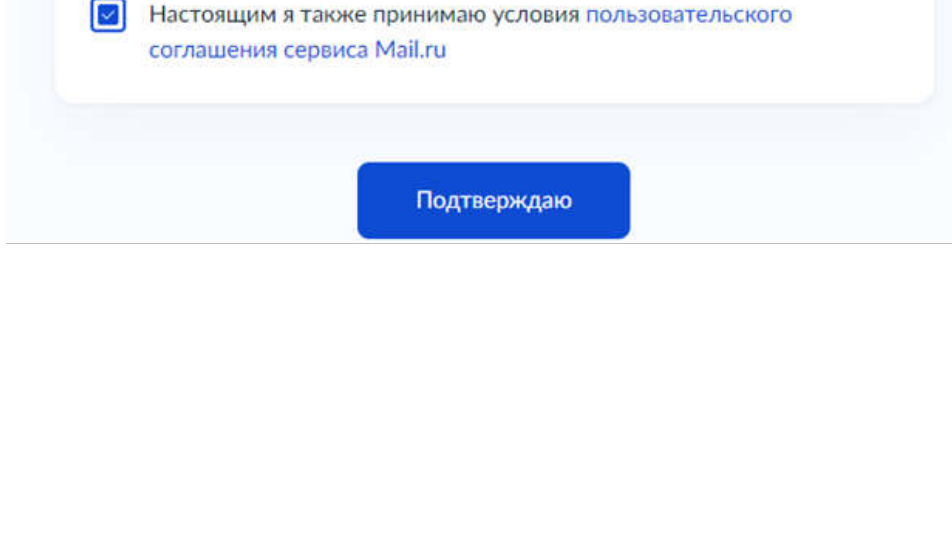 Настоящим я также принимаю условия пользовательского
соглашения сервиса Mail.ru
Подтверждаю